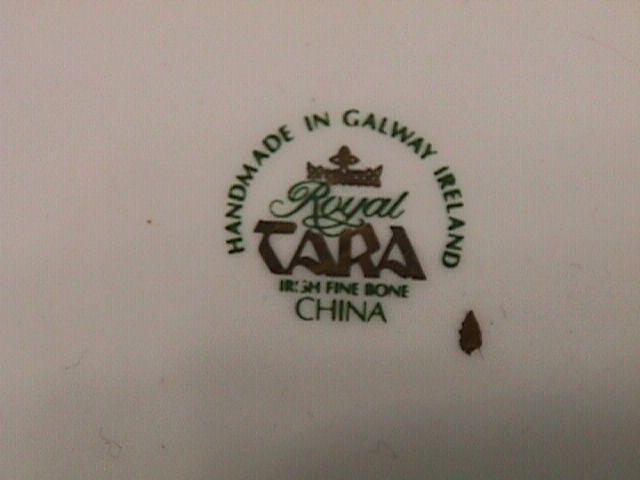 HANDMADE IN GALWAY IRELAND
Royal
TARA
IRISH FINE BONE
CHINA